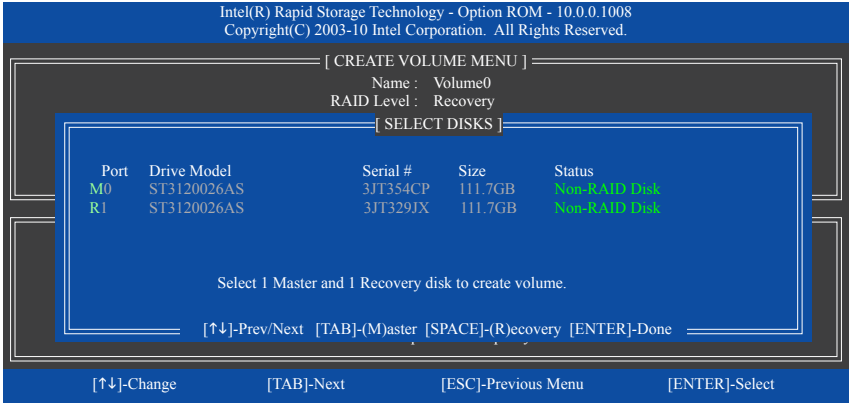 Intel(R) Rapid Storage Technology - Option ROM - 10.0.0.1008
Copyright(C) 2003-10 Intel Corporation. All Rights Reserved.
[ CREATE VOLUME MENU ]
Name : Volume0
RAID Level : Recovery
[ SELECT DISKS ]
Port Drive Model Serial # Size Status
M0 ST3120026AS 3JT354CP 111.7GB Non-RAID Disk
R1 ST3120026AS 3JT329JX 111.7GB Non-RAID Disk
Select 1 Master and 1 Recovery disk to create volume.
[↑↓]-Prev/Next [TAB]-(M)aster [SPACE]-(R)ecovery [ENTER]-Done
[↑↓]-Change [TAB]-Next [ESC]-Previous Menu [ENTER]-Select